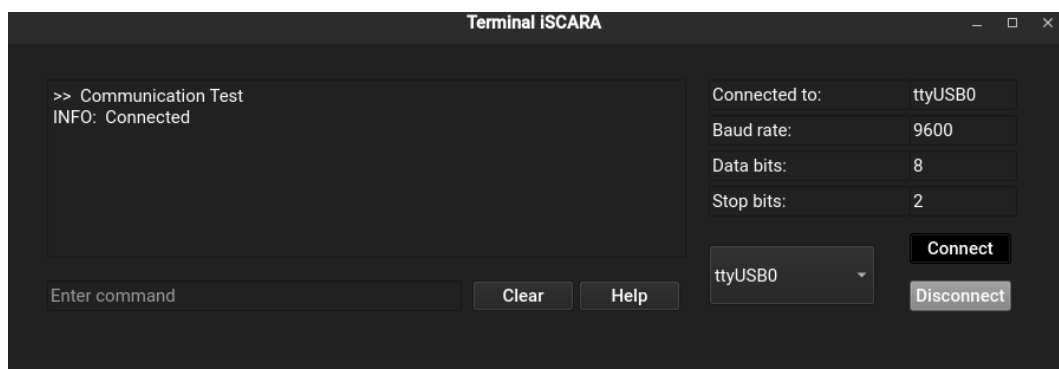 Terminal iSCARA
>> Communication Test
INFO: Connected
Connected to: ttyUSB0
Baud rate: 9600
Data bits: 8
Stop bits: 2
Connect
ttyUSB0
Enter command Clear Help Disconnect